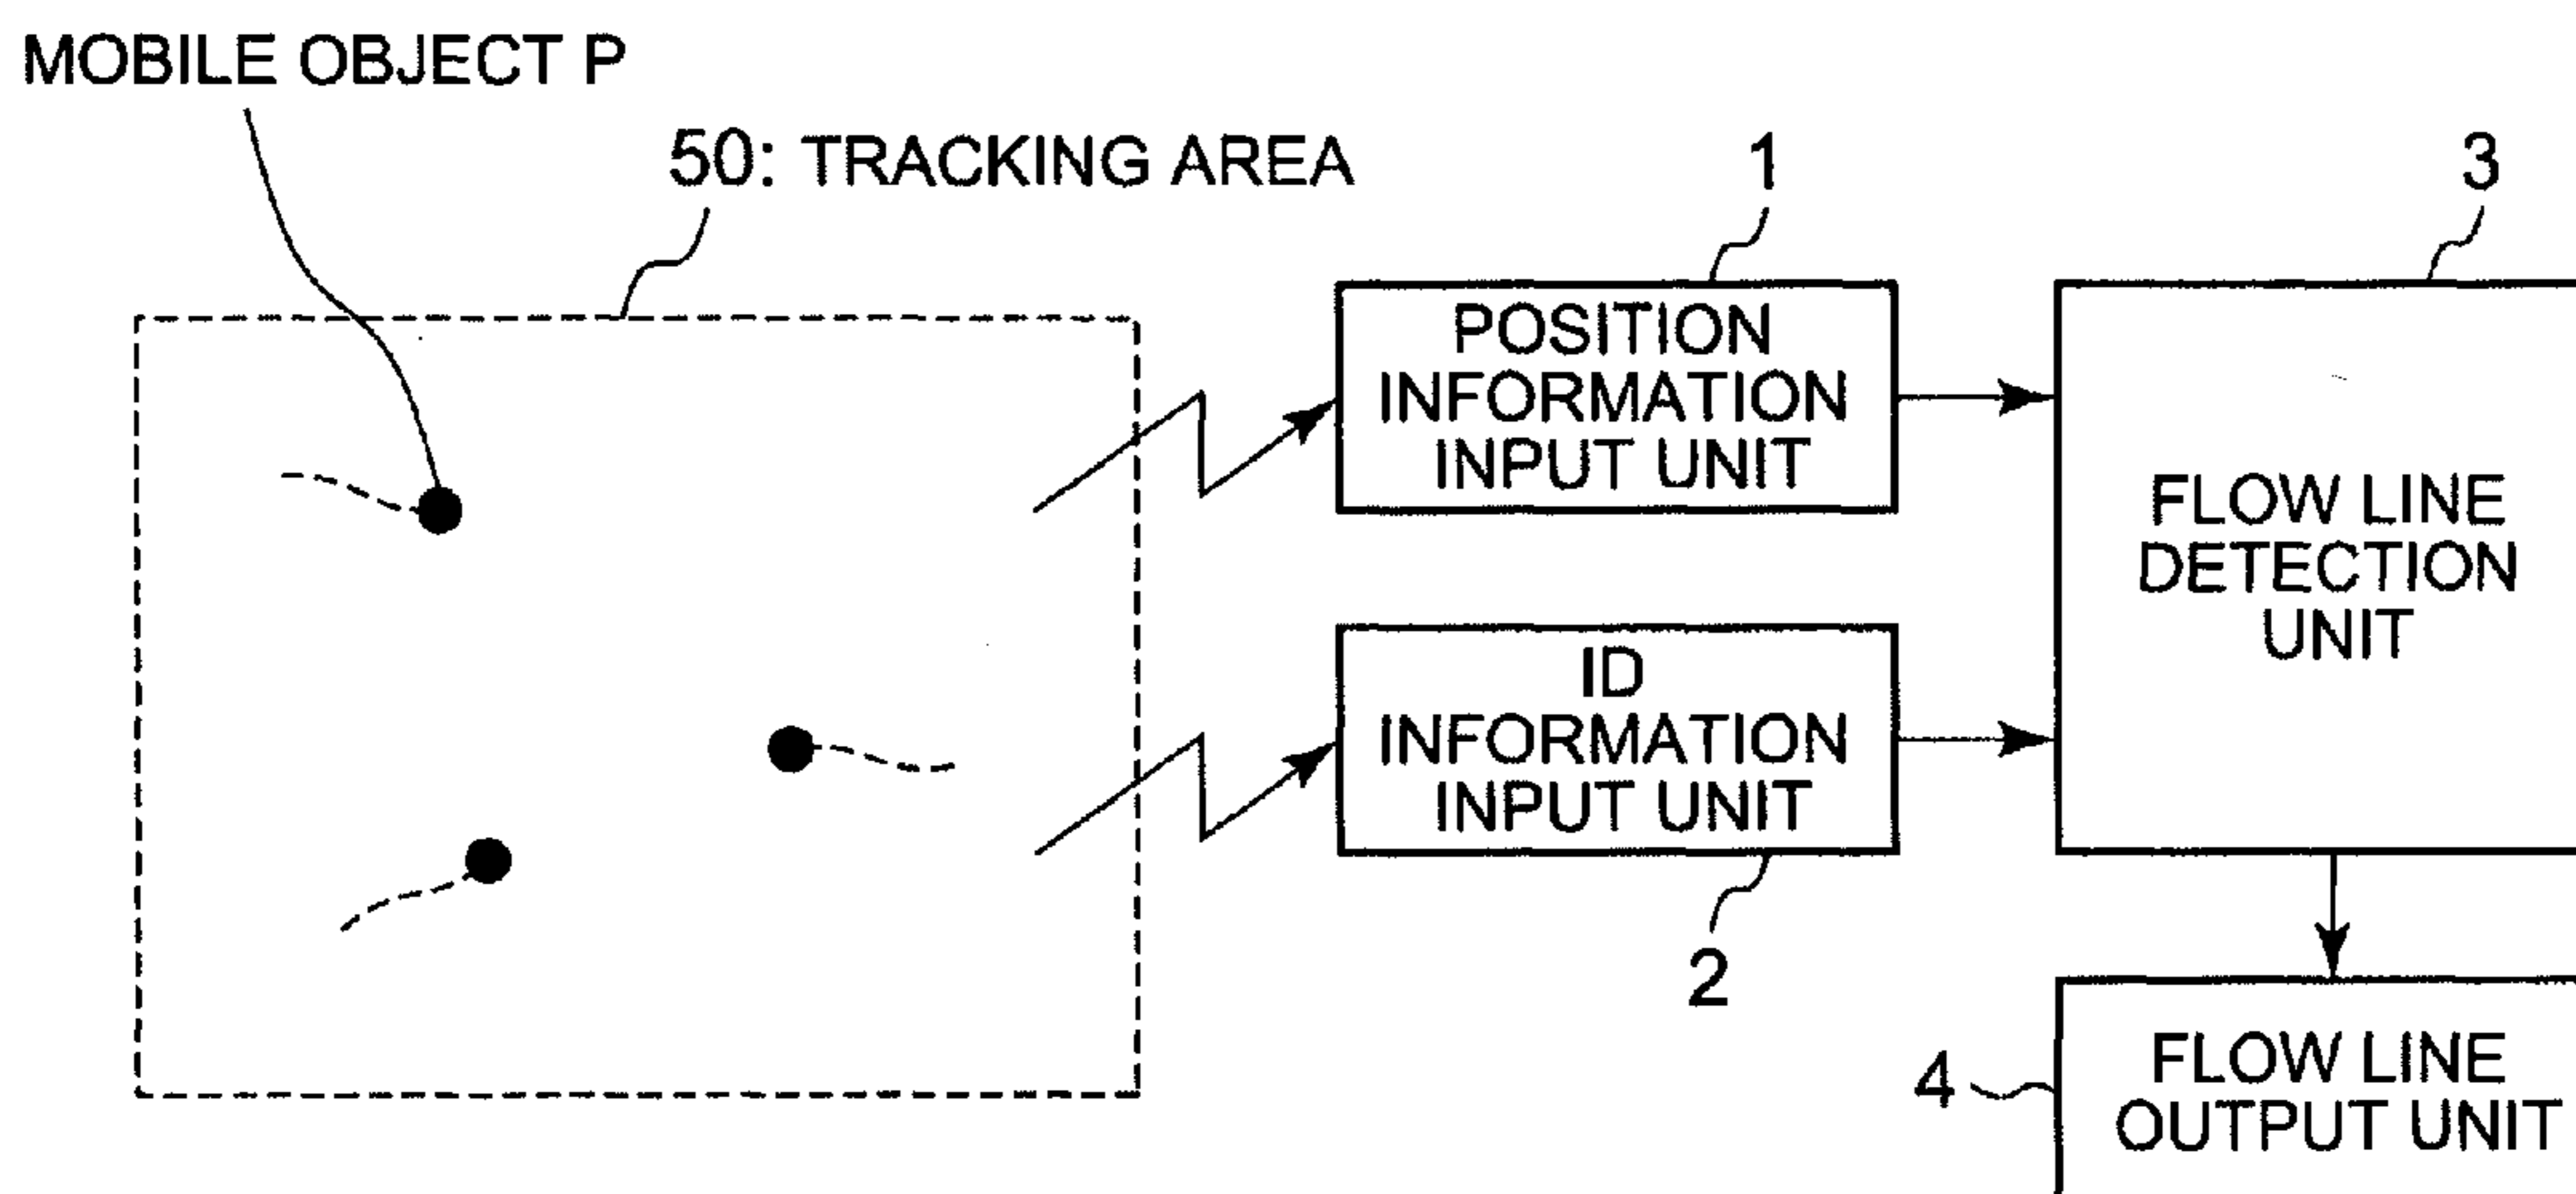 MOBILE OBJECT P
50: TRACKING AREA
1
3
POSITION
INFORMATION
INPUT UNIT
FLOW LINE
DETECTION
UNIT
ID
INFORMATION
INPUT UNIT
2
4
FLOW LINE
OUTPUT UNIT